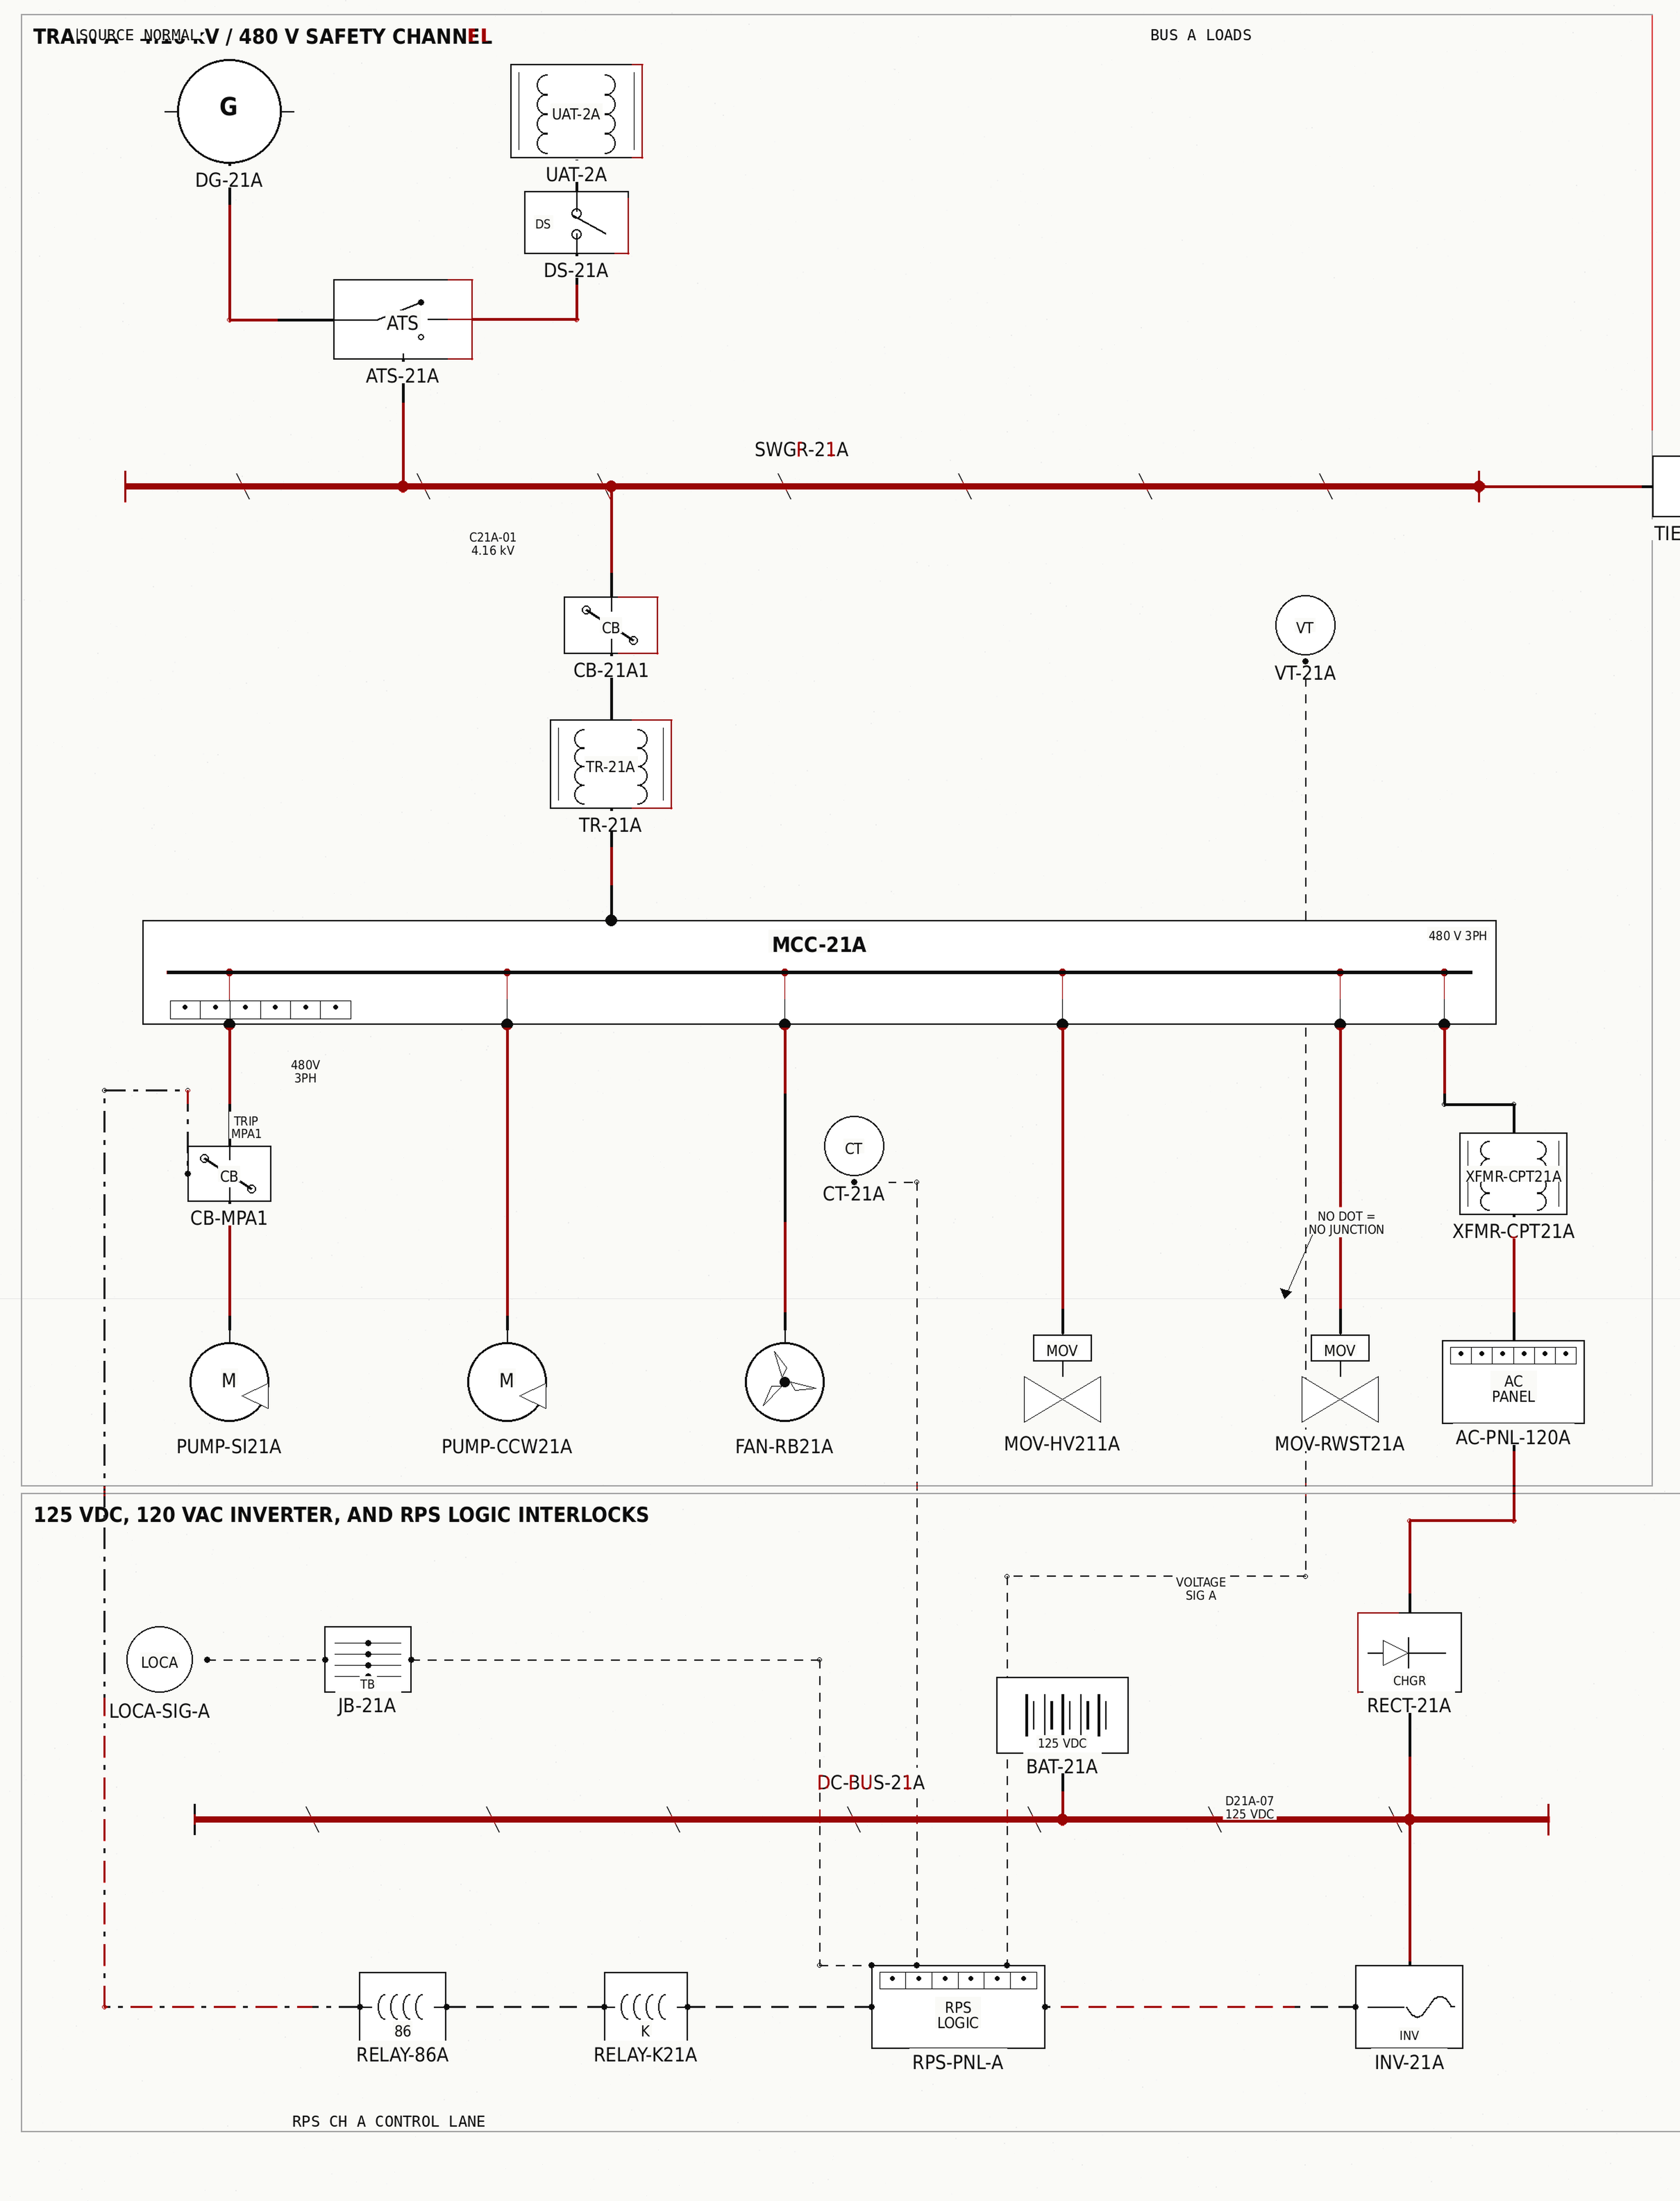 SOURCE NORMAL:
kV / 480 V SAFETY CHANNEL
BUS A LOADS
G
DG-21A
UAT-2A
UAT-2A
DS
DS-21A
ATS
ATS-21A
SWGR-21A
TIE
C21A-01
4.16 kV
CB
CB-21A1
VT
VT-21A
TR-21A
TR-21A
MCC-21A
480 V 3PH
480V
3PH
TRIP
MPA1
CB
CB-MPA1
CT
CT-21A
NO DOT =
NO JUNCTION
XFMR-CPT21A
XFMR-CPT21A
M
PUMP-SI21A
M
PUMP-CCW21A
FAN-RB21A
MOV
MOV-HV211A
MOV
MOV-RWST21A
AC
PANEL
AC-PNL-120A
125 VDC, 120 VAC INVERTER, AND RPS LOGIC INTERLOCKS
VOLTAGE
SIG A
LOCA
LOCA-SIG-A
TB
JB-21A
125 VDC
BAT-21A
CHGR
RECT-21A
DC-BUS-21A
D21A-07
125 VDC
86
RELAY-86A
K
RELAY-K21A
RPS
LOGIC
RPS-PNL-A
INV
INV-21A
RPS CH A CONTROL LANE